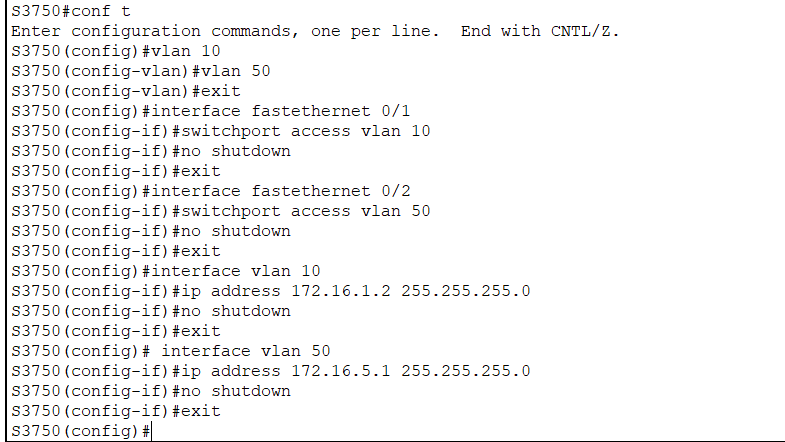 S3750#conf t
Enter configuration commands, one per line.  End with CNTL/Z.
S3750(config)#vlan 10
S3750(config-vlan)#vlan 50
S3750(config-vlan)#exit
S3750(config)#interface fastethernet 0/1
S3750(config-if)#switchport access vlan 10
S3750(config-if)#no shutdown
S3750(config-if)#exit
S3750(config)#interface fastethernet 0/2
S3750(config-if)#switchport access vlan 50
S3750(config-if)#no shutdown
S3750(config-if)#exit
S3750(config)#interface vlan 10
S3750(config-if)#ip address 172.16.1.2 255.255.255.0
S3750(config-if)#no shutdown
S3750(config-if)#exit
S3750(config)# interface vlan 50
S3750(config-if)#ip address 172.16.5.1 255.255.255.0
S3750(config-if)#no shutdown
S3750(config-if)#exit
S3750(config)#